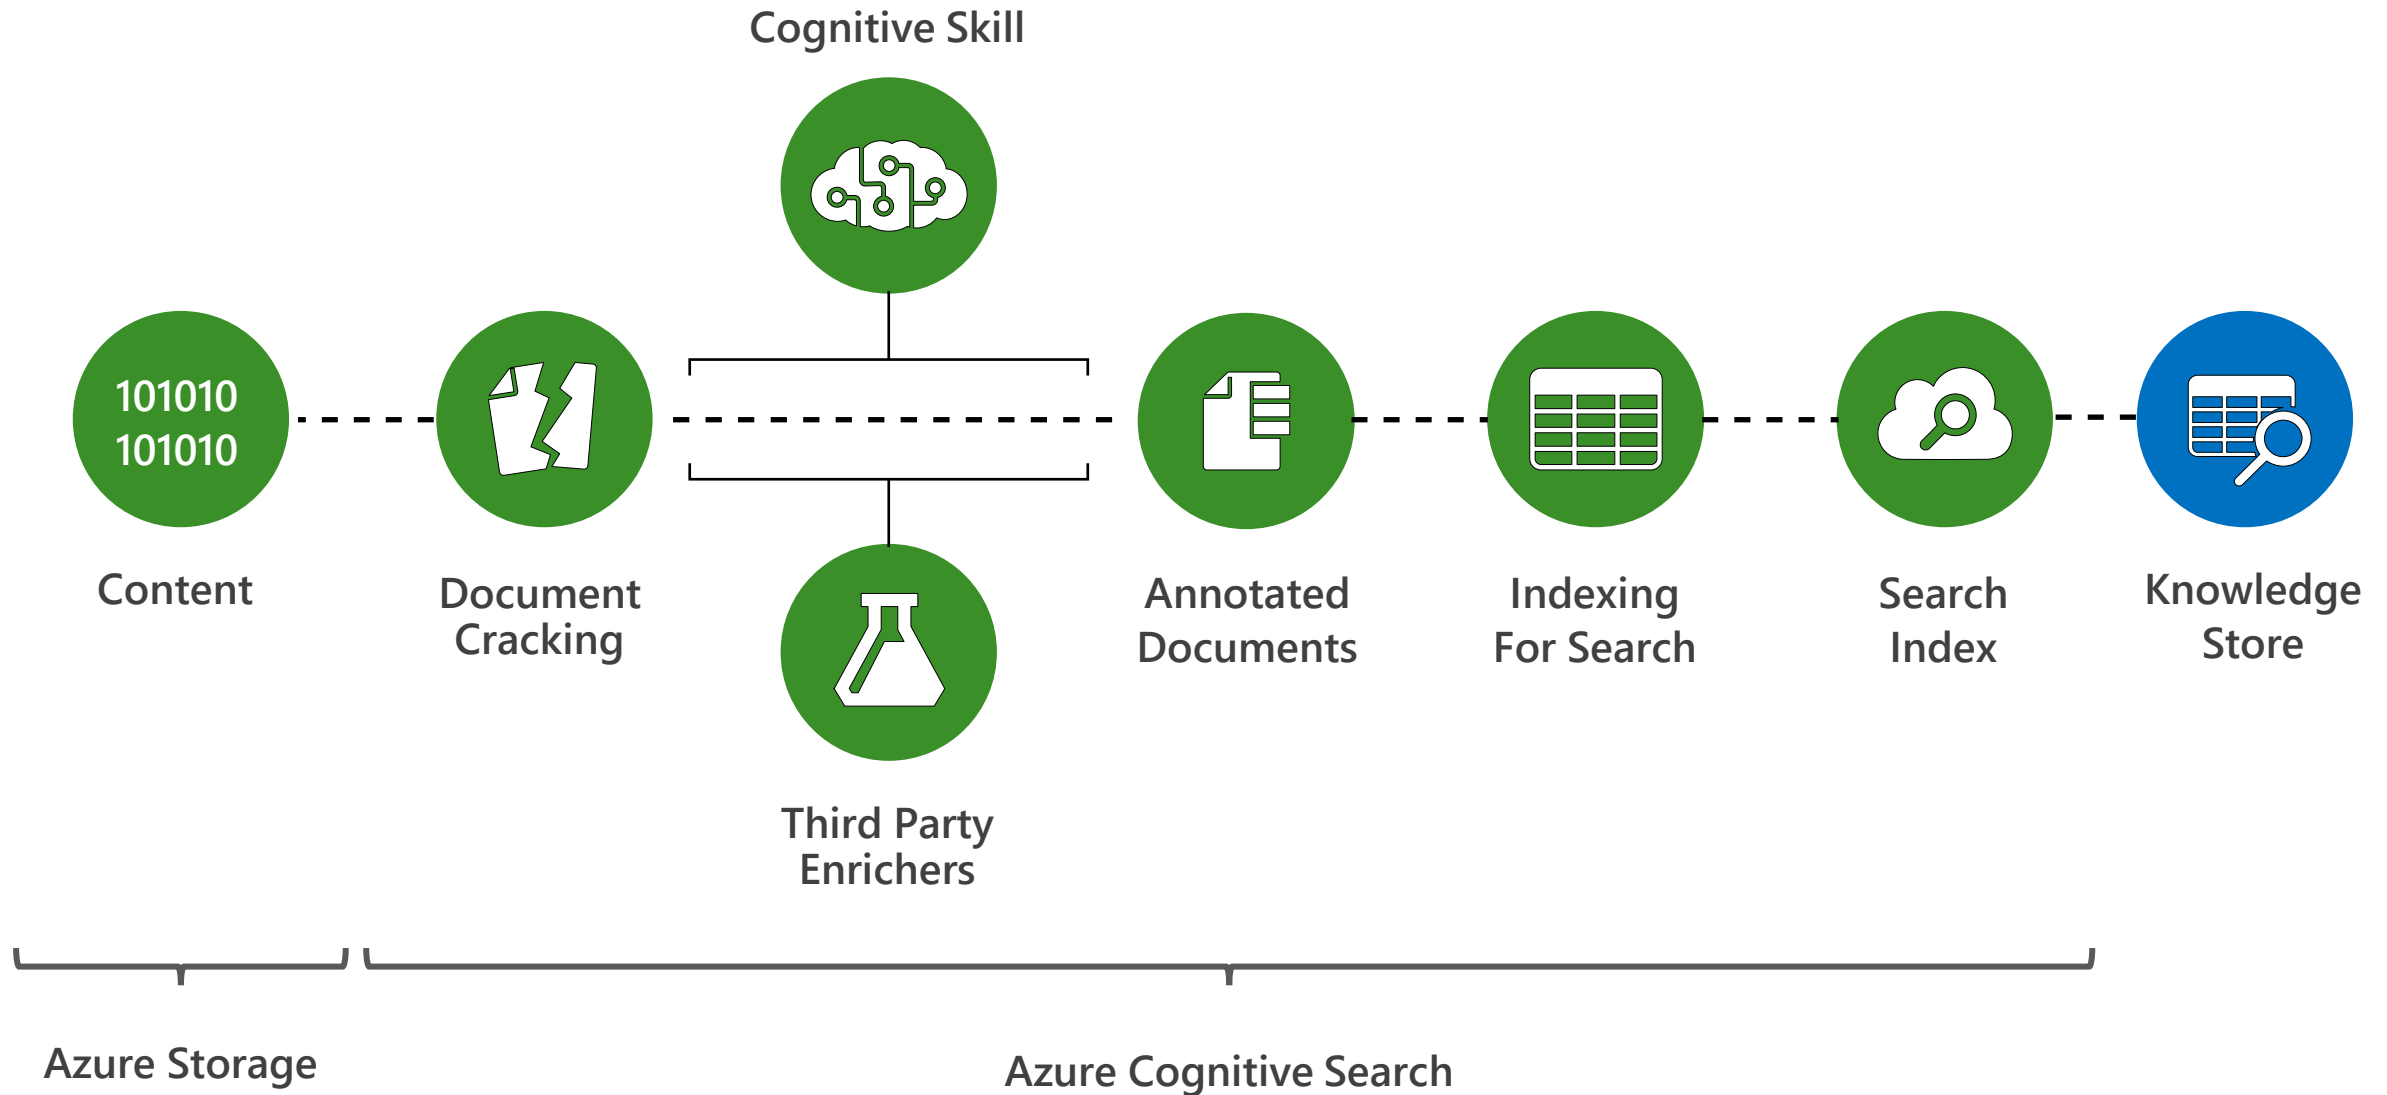 Cognitive Skill
101010
101010
Content
Document
Cracking
Third Party
Enrichers
Annotated
Documents
Indexing
For Search
Search
Index
Knowledge
Store
Azure Storage
Azure Cognitive Search